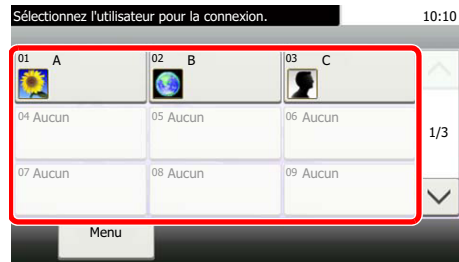 Sélectionnez l'utilisateur pour la connexion. 10:10
01 A 02 B 03 C
04 Aucun 05 Aucun 06 Aucun
1/3
07 Aucun 08 Aucun 09 Aucun
Menu